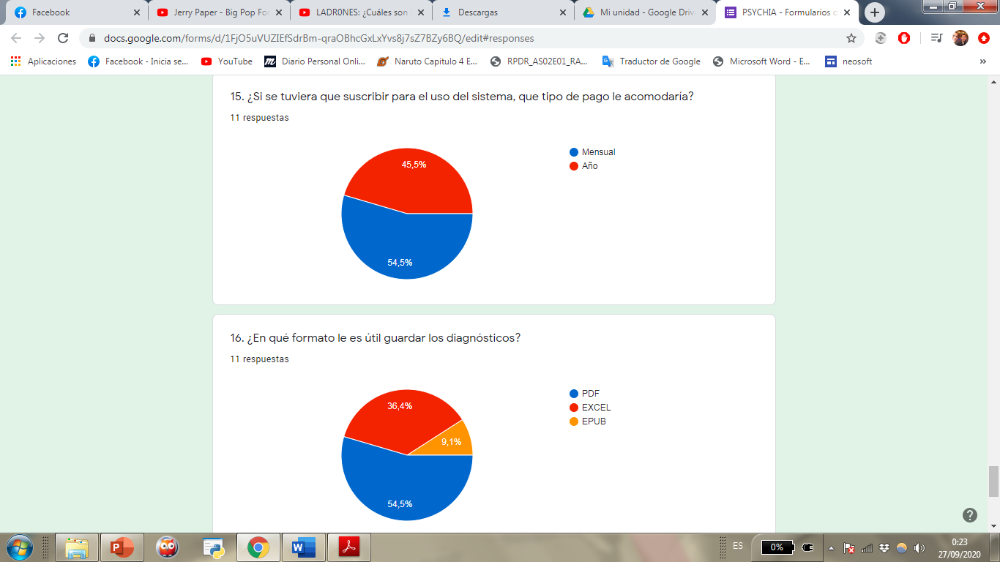 Facebook
Jerry Paper - Big Pop Fo
LADR0NES: ¿Cuáles son
Descargas
Mi unidad - Google Driv
PSYCHIA - Formularios d
docs.google.com/forms/d/1FjO5uVUZIEfSdrBm-qraOBhcGxLxYvs8j7sZ7BZy6BQ/edit#responses
Aplicaciones
Facebook - Inicia se...
YouTube
Diario Personal Onli...
Naruto Capitulo 4 E...
RPDR_AS02E01_RA...
Traductor de Google
Microsoft Word - E...
neosoft
»
15. ¿Si se tuviera que suscribir para el uso del sistema, que tipo de pago le acomodaría?
11 respuestas
45,5%
54,5%
Mensual
Año
16. ¿En qué formato le es útil guardar los diagnósticos?
11 respuestas
36,4%
9,1%
54,5%
PDF
EXCEL
EPUB
ES
0%
0:23
27/09/2020